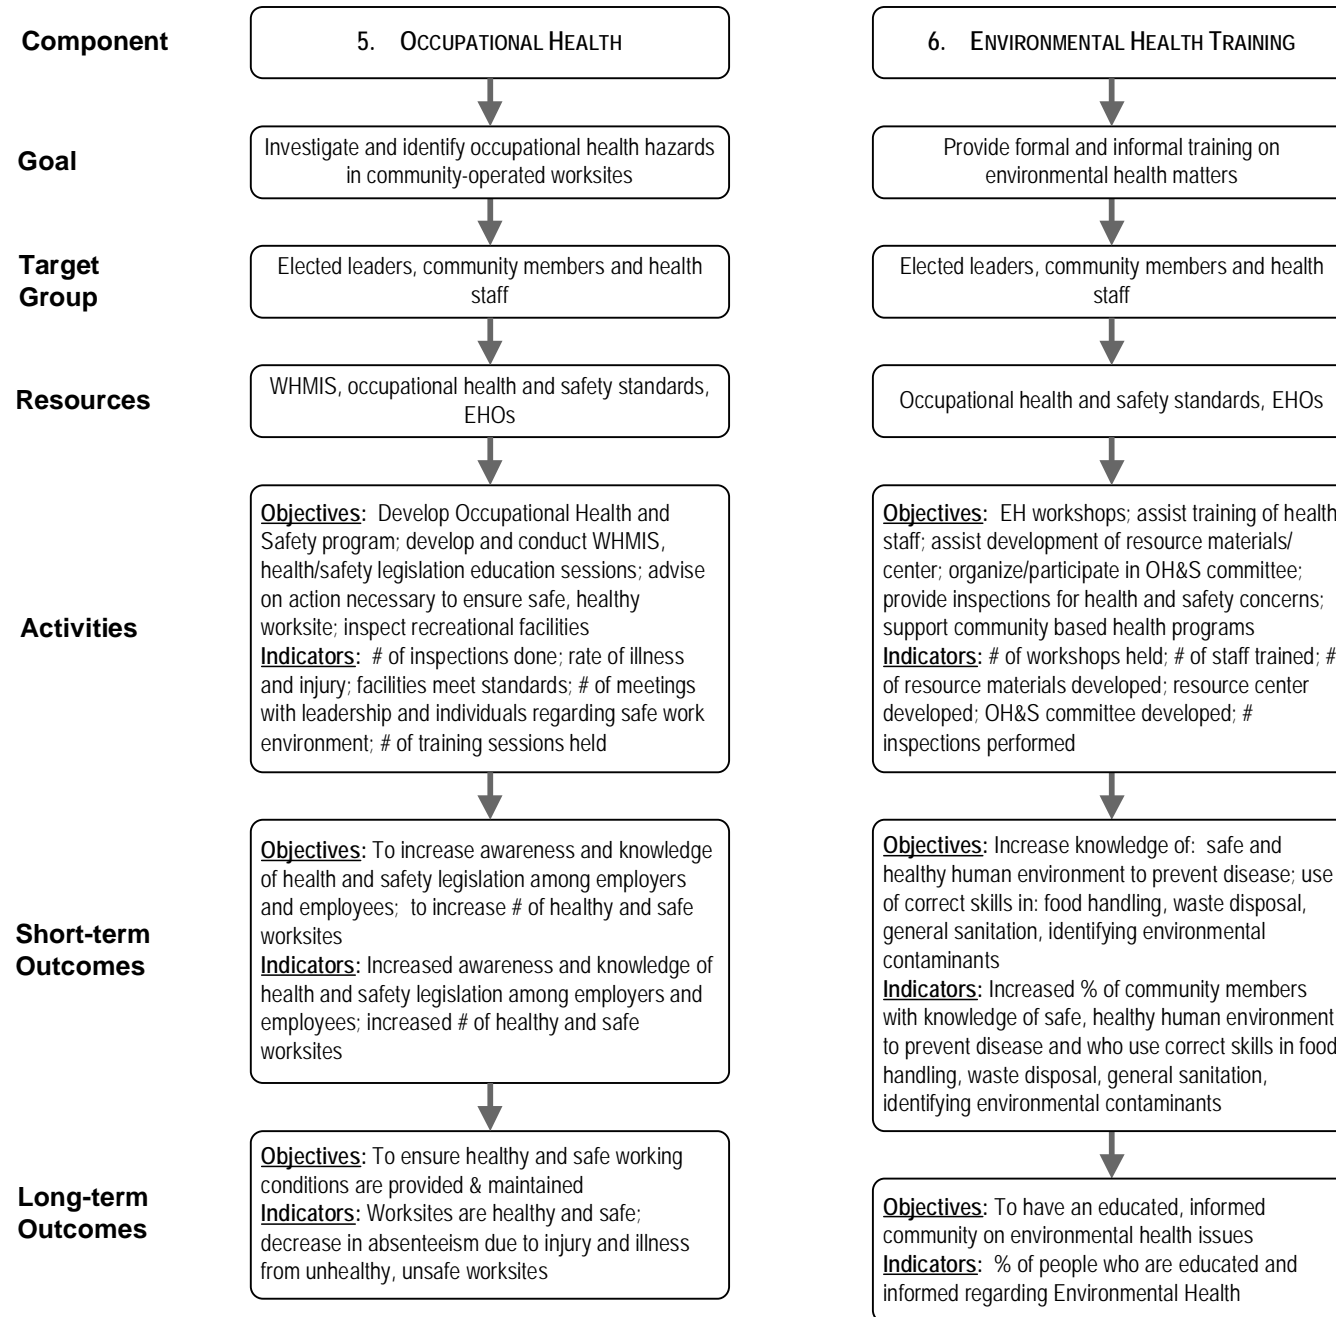 Component
5. OCCUPATIONAL HEALTH
6. ENVIRONMENTAL HEALTH TRAINING
Goal
Investigate and identify occupational health hazards
in community-operated worksites
Provide formal and informal training on
environmental health matters
Target
Group
Elected leaders, community members and health
staff
Elected leaders, community members and health
staff
Resources
WHMIS, occupational health and safety standards,
EHOs
Occupational health and safety standards, EHOs
Activities
Objectives: Develop Occupational Health and
Safety program; develop and conduct WHMIS,
health/safety legislation education sessions; advise
on action necessary to ensure safe, healthy
worksite; inspect recreational facilities
Indicators: # of inspections done; rate of illness
and injury; facilities meet standards; # of meetings
with leadership and individuals regarding safe work
environment; # of training sessions held
Objectives: EH workshops; assist training of health
staff; assist development of resource materials/
center; organize/participate in OH&S committee;
provide inspections for health and safety concerns;
support community based health programs
Indicators: # of workshops held; # of staff trained; #
of resource materials developed; resource center
developed; OH&S committee developed; #
inspections performed
Short-term
Outcomes
Objectives: To increase awareness and knowledge
of health and safety legislation among employers
and employees; to increase # of healthy and safe
worksites
Indicators: Increased awareness and knowledge of
health and safety legislation among employers and
employees; increased # of healthy and safe
worksites
Objectives: Increase knowledge of: safe and
healthy human environment to prevent disease; use
of correct skills in: food handling, waste disposal,
general sanitation, identifying environmental
contaminants
Indicators: Increased % of community members
with knowledge of safe, healthy human environment
to prevent disease and who use correct skills in food
handling, waste disposal, general sanitation,
identifying environmental contaminants
Long-term
Outcomes
Objectives: To ensure healthy and safe working
conditions are provided & maintained
Indicators: Worksites are healthy and safe;
decrease in absenteeism due to injury and illness
from unhealthy, unsafe worksites
Objectives: To have an educated, informed
community on environmental health issues
Indicators: % of people who are educated and
informed regarding Environmental Health